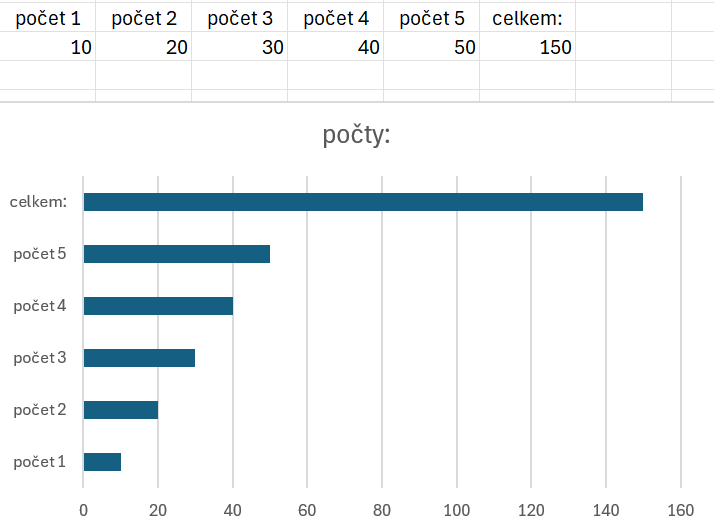 počet 1 počet 2 počet 3 počet 4 počet 5 celkem:
10 20 30 40 50 150
počty:
celkem:
počet 5
počet 4
počet 3
počet 2
počet 1
0 20 40 60 80 100 120 140 160